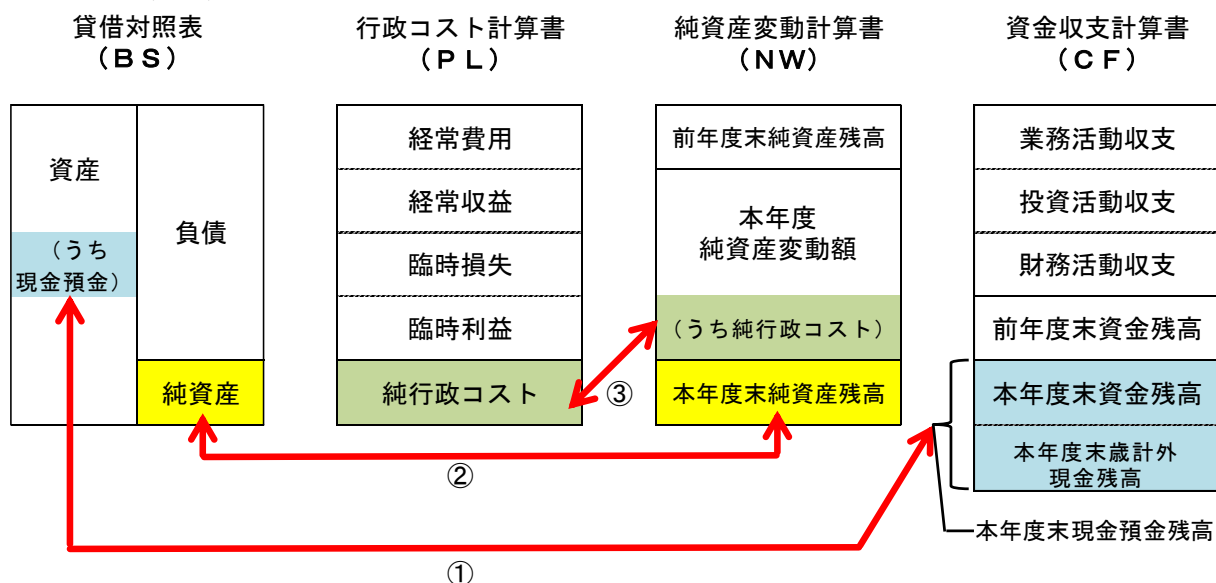 貸借対照表
（ＢＳ）
行政コスト計算書
（ＰＬ）
純資産変動計算書
（NW）
資金収支計算書
（ＣＦ）
資産
（うち
現金預金）
負債
純資産
経常費用
経常収益
臨時損失
臨時利益
純行政コスト
前年度末純資産残高
本年度
純資産変動額
（うち純行政コスト）
本年度末純資産残高
業務活動収支
投資活動収支
財務活動収支
前年度末資金残高
本年度末資金残高
本年度末歳計外
現金残高
本年度末現金預金残高
③
②
①